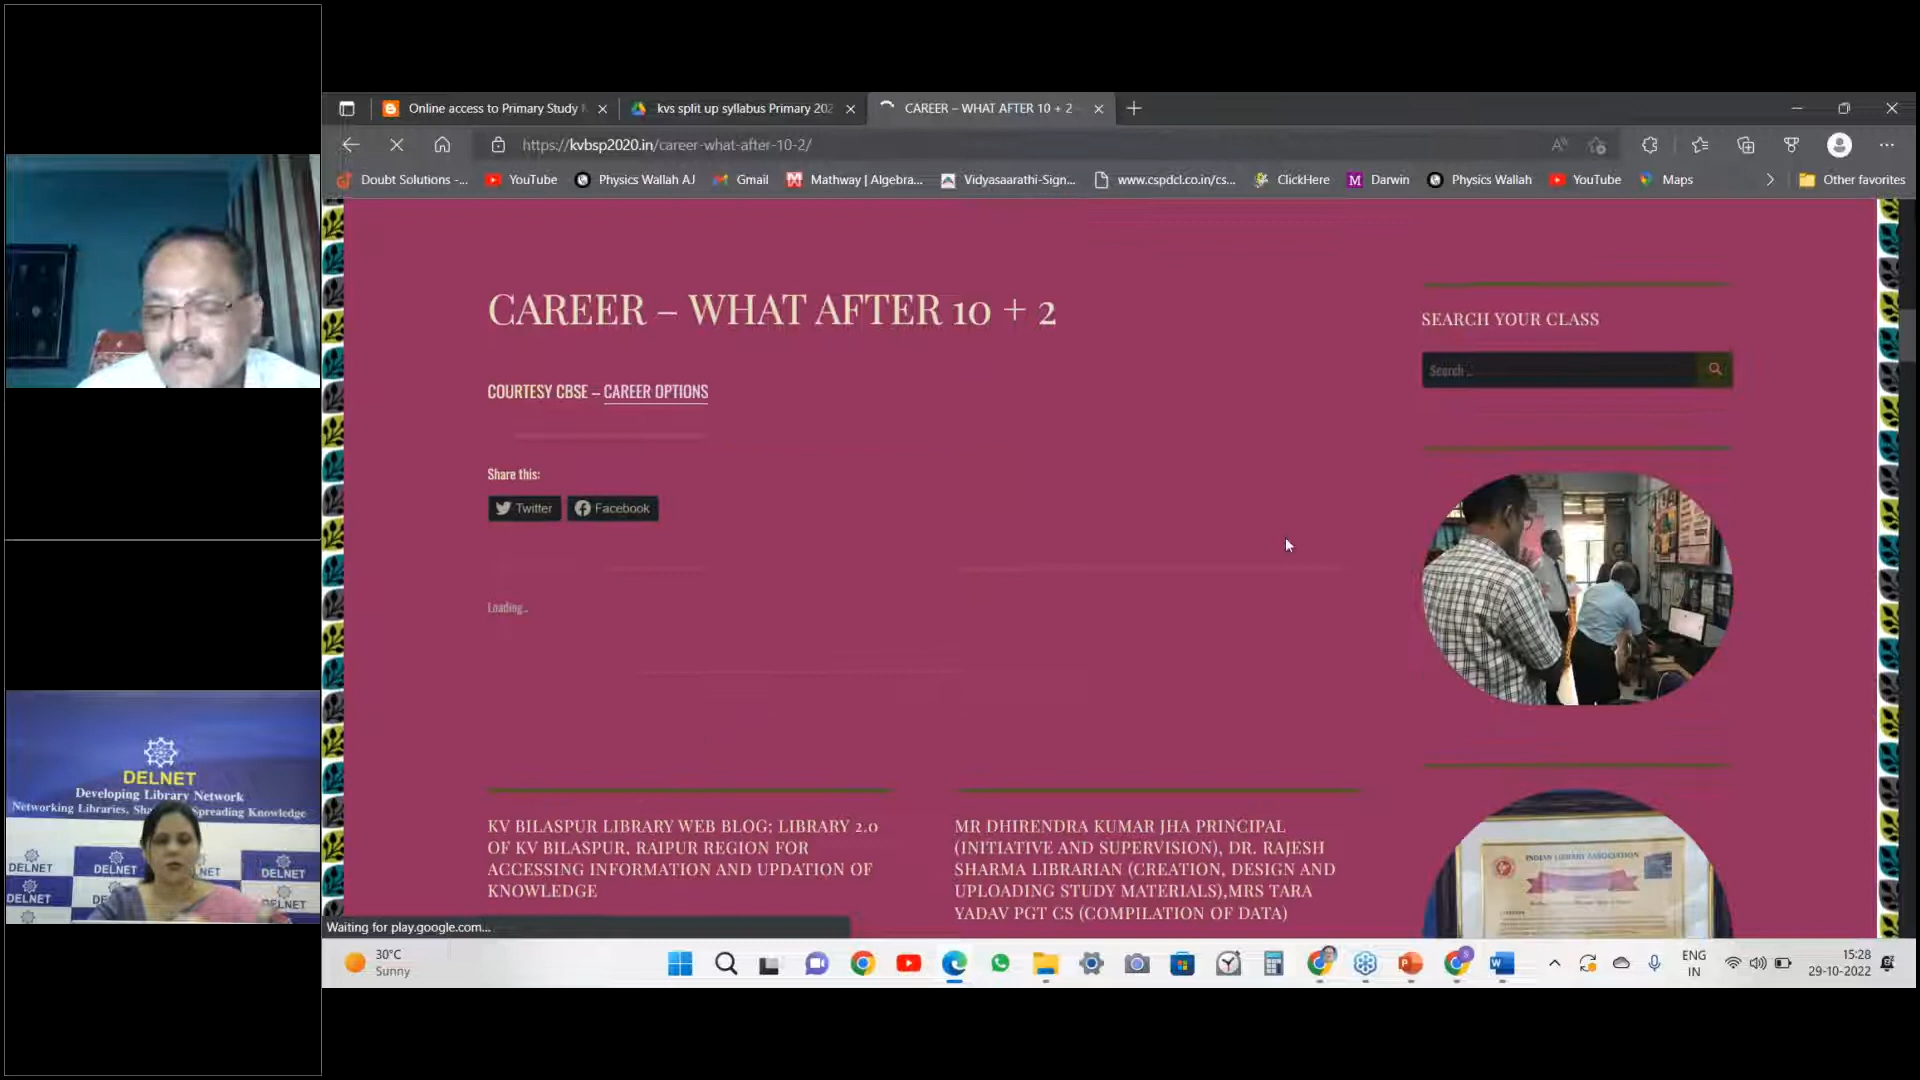 Online access to Primary Study
kvs split up syllabus Primary 202
CAREER – WHAT AFTER 10 + 2
https://kvbsp2020.in/career-what-after-10-2/
Doubt Solutions -...
YouTube
Physics Wallah AJ
Gmail
Mathway | Algebra...
Vidyasaarathi-Sign...
www.cspdcl.co.in/cs...
ClickHere
Darwin
Physics Wallah
YouTube
Maps
Other favorites
CAREER – WHAT AFTER 10 + 2
COURTESY CBSE – CAREER OPTIONS
Share this:
Twitter
Facebook
Loading...
SEARCH YOUR CLASS
Search ...
INDIAN LIBRARY ASSOCIATION
KV BILASPUR LIBRARY WEB BLOG; LIBRARY 2.0
OF KV BILASPUR, RAIPUR REGION FOR
ACCESSING INFORMATION AND UPDATION OF
KNOWLEDGE
MR DHIRENDRA KUMAR JHA PRINCIPAL
(INITIATIVE AND SUPERVISION), DR. RAJESH
SHARMA LIBRARIAN (CREATION, DESIGN AND
UPLOADING STUDY MATERIALS),MRS TARA
YADAV PGT CS (COMPILATION OF DATA)
Waiting for play.google.com...
30°C
Sunny
ENG
IN
15:28
29-10-2022
DELNET
Developing Library Network
Networking Libraries, Sha Spreading Knowledge
DELNET
DELNET
DELNET
DELNET
DELNET